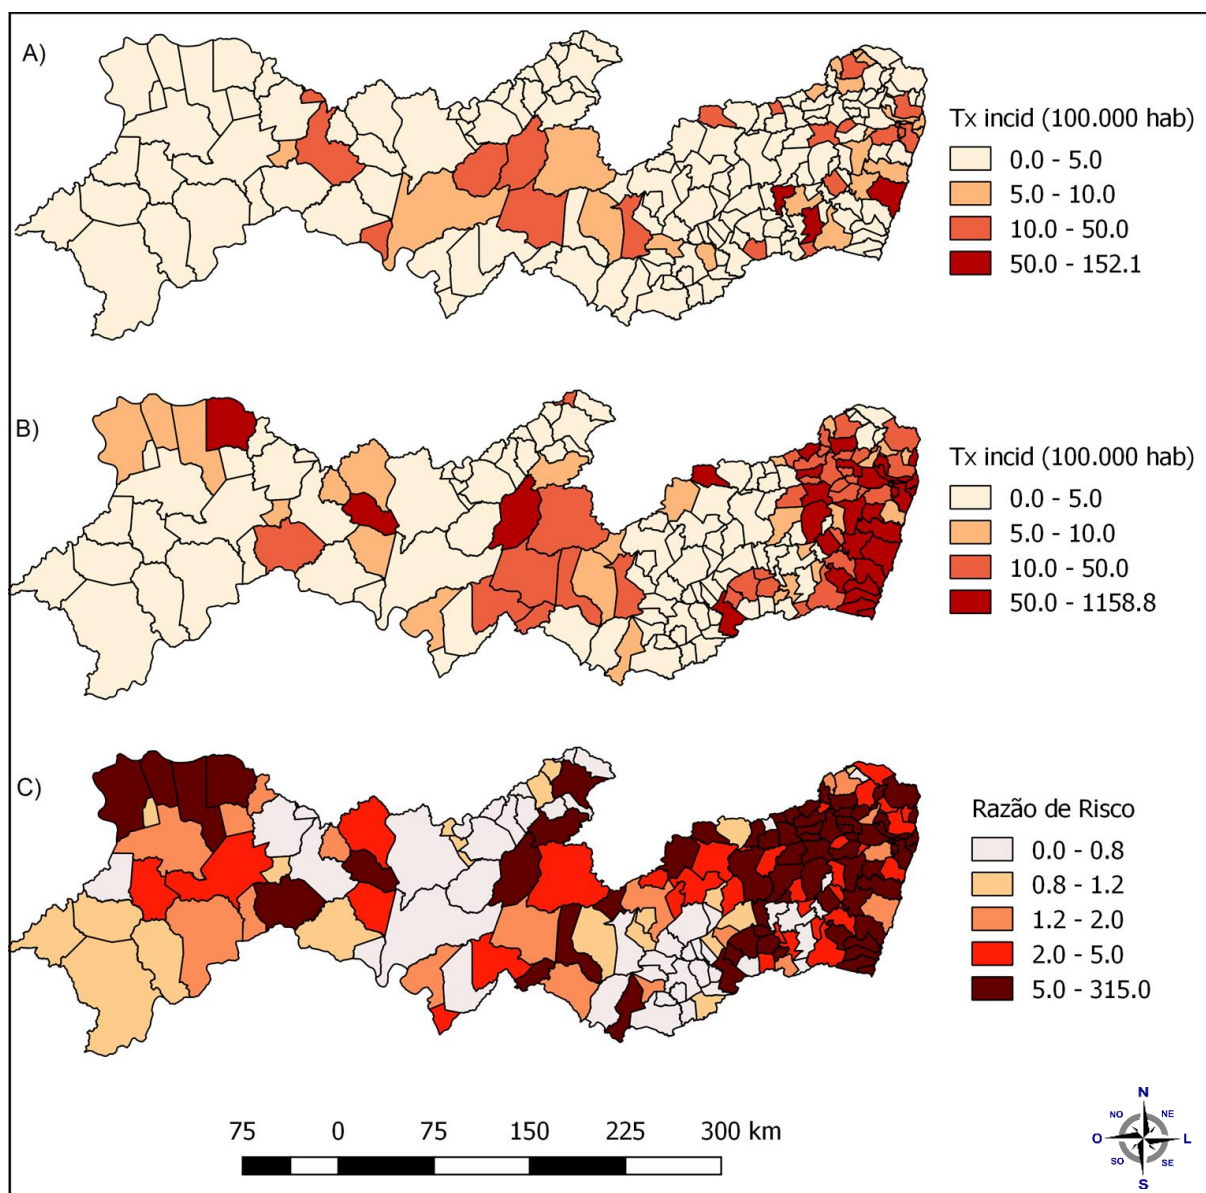 A)
Tx incid (100.000 hab)
0.0 - 5.0
5.0 - 10.0
10.0 - 50.0
50.0 - 152.1
B)
Tx incid (100.000 hab)
0.0 - 5.0
5.0 - 10.0
10.0 - 50.0
50.0 - 1158.8
C)
Razão de Risco
0.0 - 0.8
0.8 - 1.2
1.2 - 2.0
2.0 - 5.0
5.0 - 315.0
75 0 75 150 225 300 km
N
NO NE
O L
SO SE
S